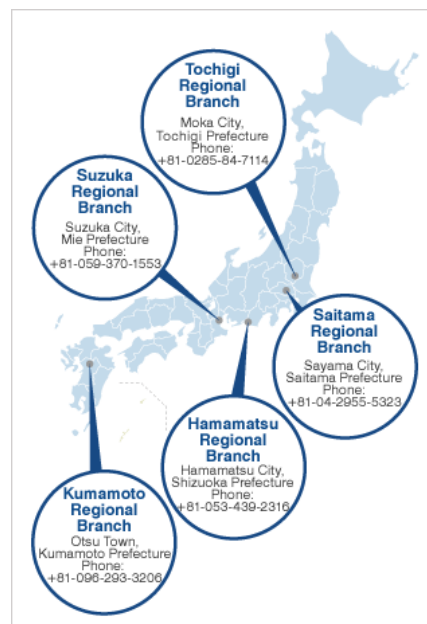 Tochigi
Regional
Branch
Moka City,
Tochigi Prefecture
Phone:
+81-0285-84-7114
Suzuka
Regional
Branch
Suzuka City,
Mie Prefecture
Phone:
+81-059-370-1553
Saitama
Regional
Branch
Sayama City,
Saitama Prefecture
Phone:
+81-04-2955-5323
Hamamatsu
Regional
Branch
Hamamatsu City,
Shizuoka Prefecture
Phone:
+81-053-439-2316
Kumamoto
Regional
Branch
Otsu Town,
Kumamoto Prefecture
Phone:
+81-096-293-3206